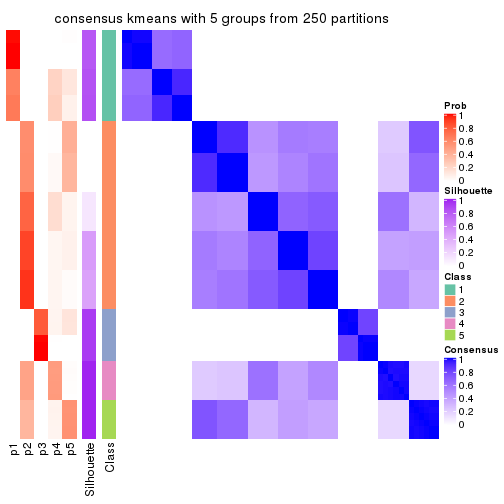 consensus kmeans with 5 groups from 250 partitions
Prob
1
0.8
0.6
0.4
0.2
0
Silhouette
1
0.8
0.6
0.4
0.2
0
Class
1
2
3
4
5
Consensus
1
0.8
0.6
0.4
0.2
0
p1
p2
p3
p4
p5
Silhouette
Class